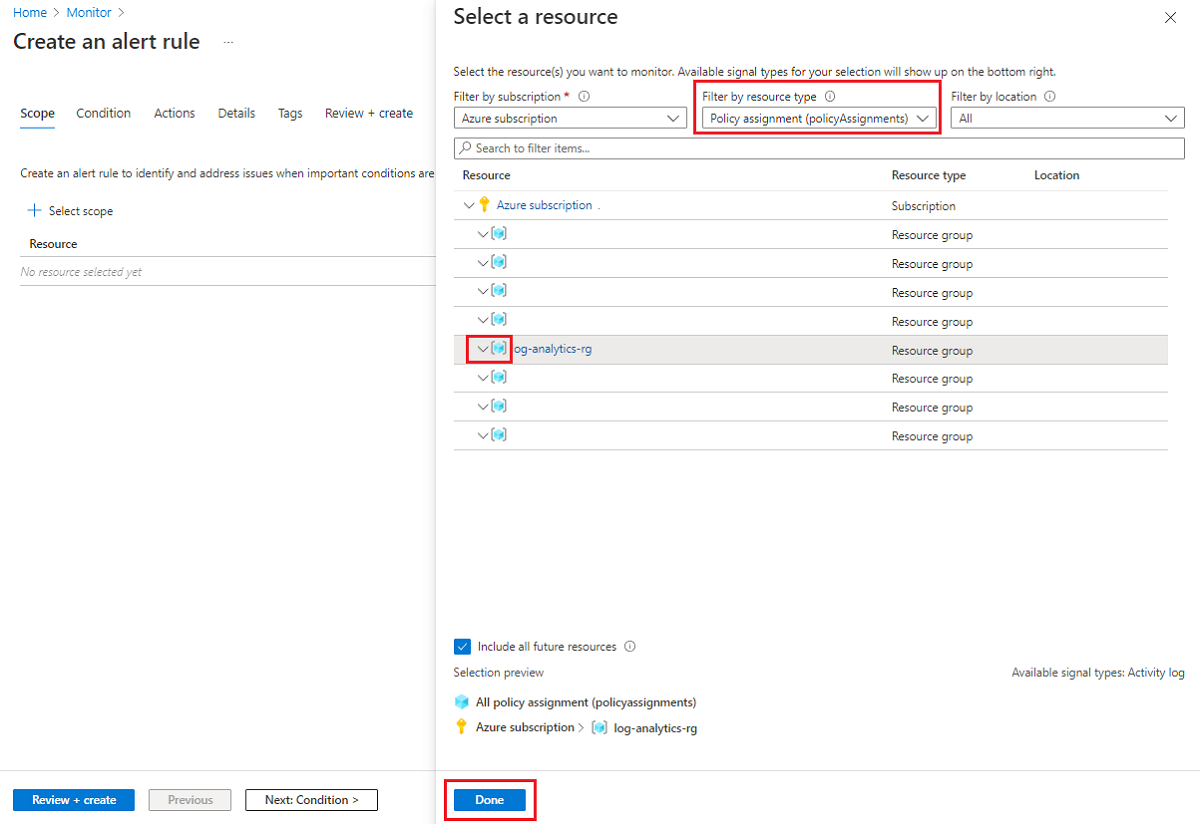 Home > Monitor >
Create an alert rule ...
Scope Condition Actions Details Tags Review + create
Create an alert rule to identify and address issues when important conditions are
+ Select scope
Resource
No resource selected yet
Review + create Previous Next: Condition >
Select a resource
Select the resource(s) you want to monitor. Available signal types for your selection will show up on the bottom right.
Filter by subscription * Filter by resource type Filter by location
Azure subscription Policy assignment (policyAssignments) All
Search to filter items...
Resource Resource type Location
Azure subscription . Subscription
Resource group
Resource group
Resource group
Resource group
og-analytics-rg Resource group
Resource group
Resource group
Resource group
Include all future resources
Selection preview Available signal types: Activity log
All policy assignment (policyassignments)
Azure subscription > log-analytics-rg
Done